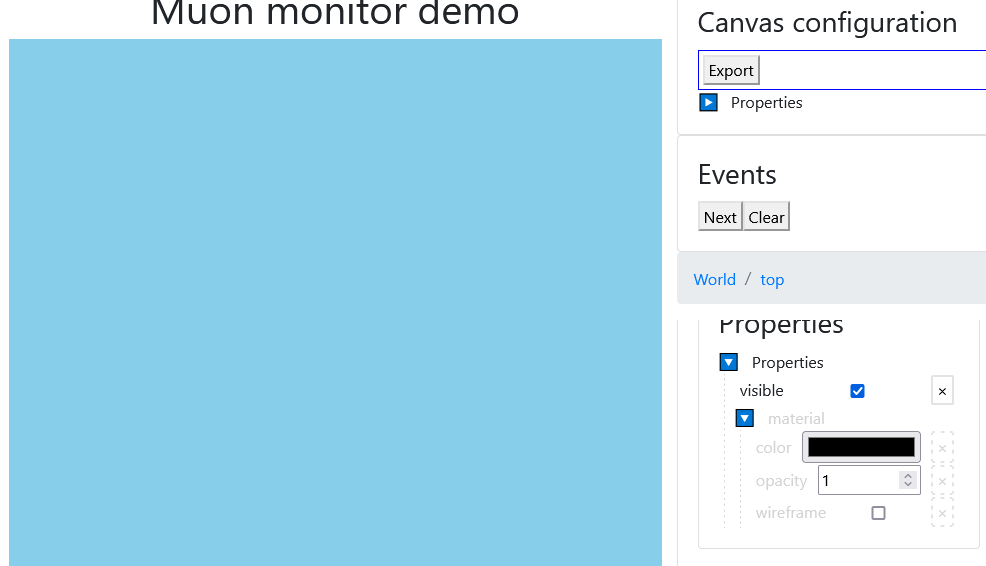 Muon monitor demo
Canvas configuration
Export
Properties
Events
Next Clear
World / top
Properties
Properties
visible ×
material
color ×
opacity 1 ×
wireframe ×